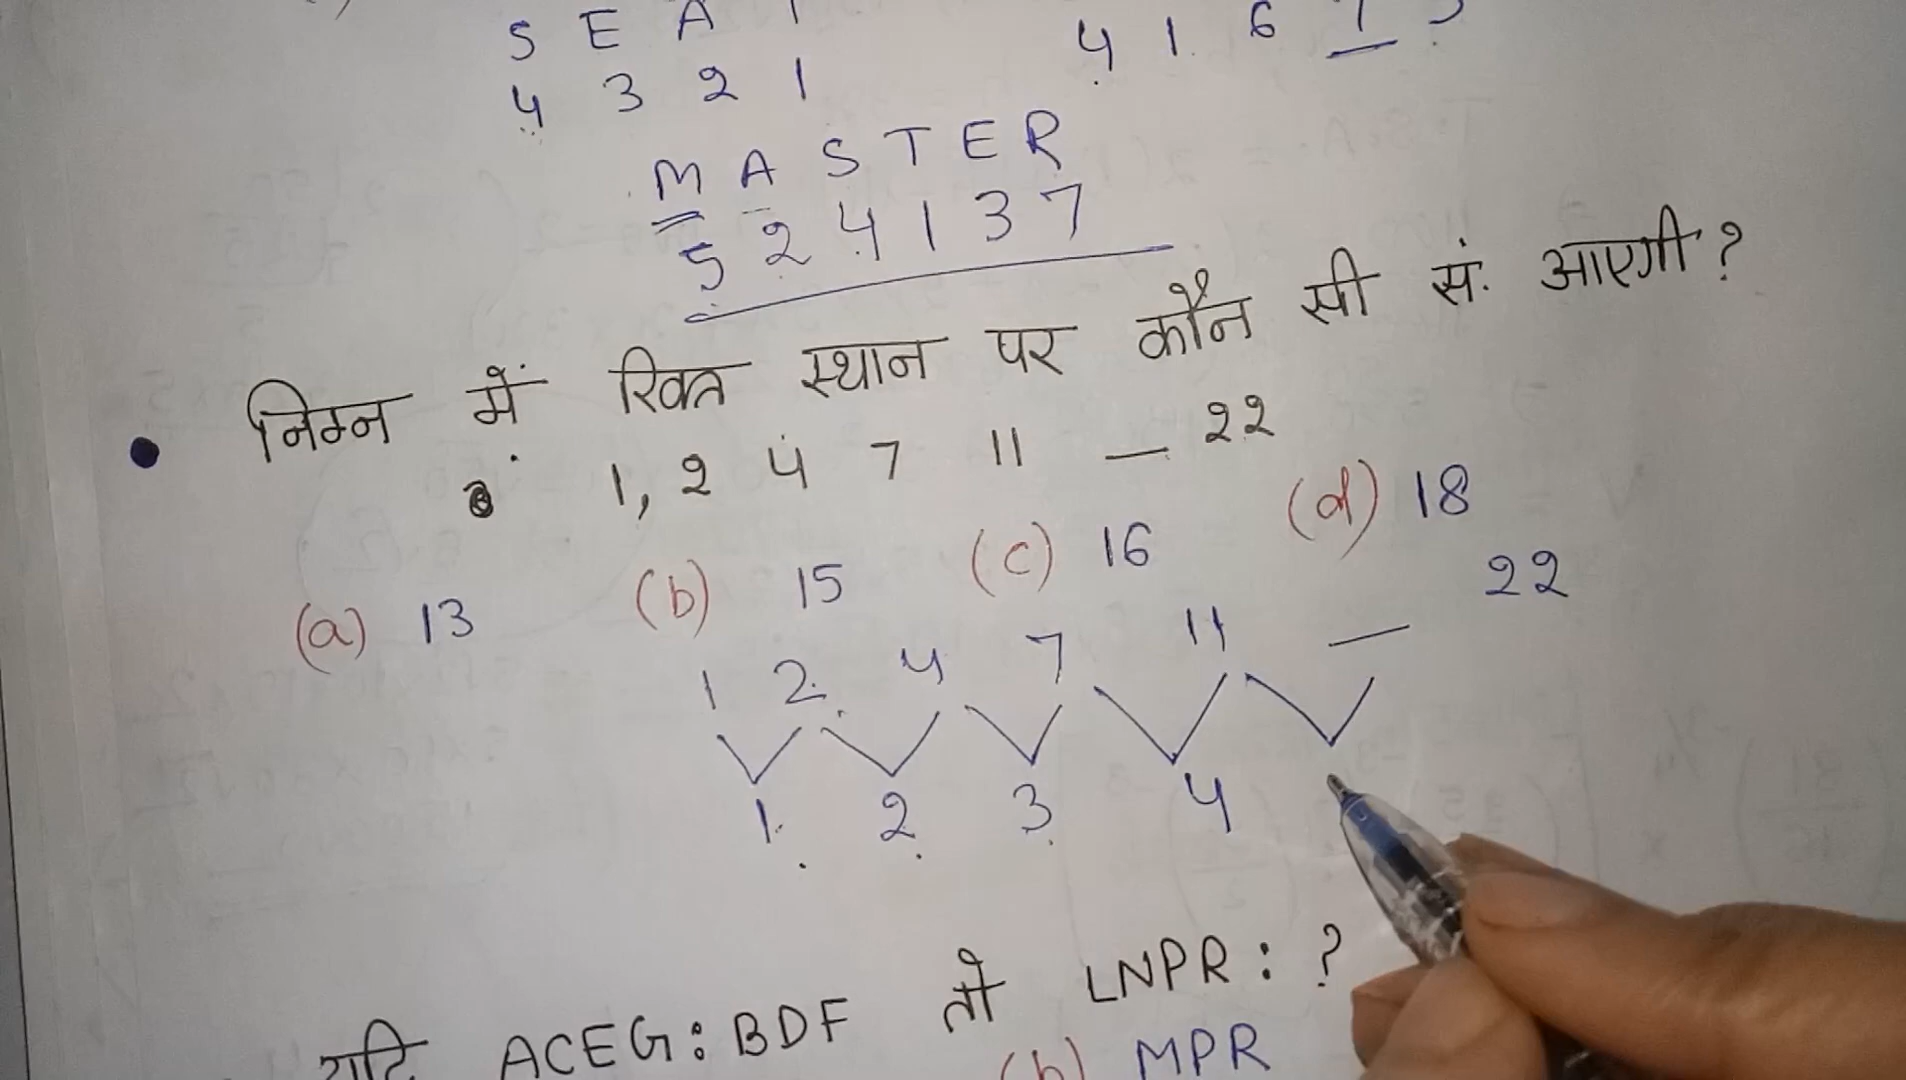 S E A
4 1 6
4 3 2 1
M A S T E R
5 2 4 1 3 7
निम्न में रिक्त स्थान पर कौन सी सं. आएगी ?
1, 2 4 7 11 _ 22
(a) 13 (b) 15 (c) 16 (d) 18
1 2 4 7 11 _ 22
1 2 3 4
यदि ACEG : BDF तो LNPR : ?
(b) MPR